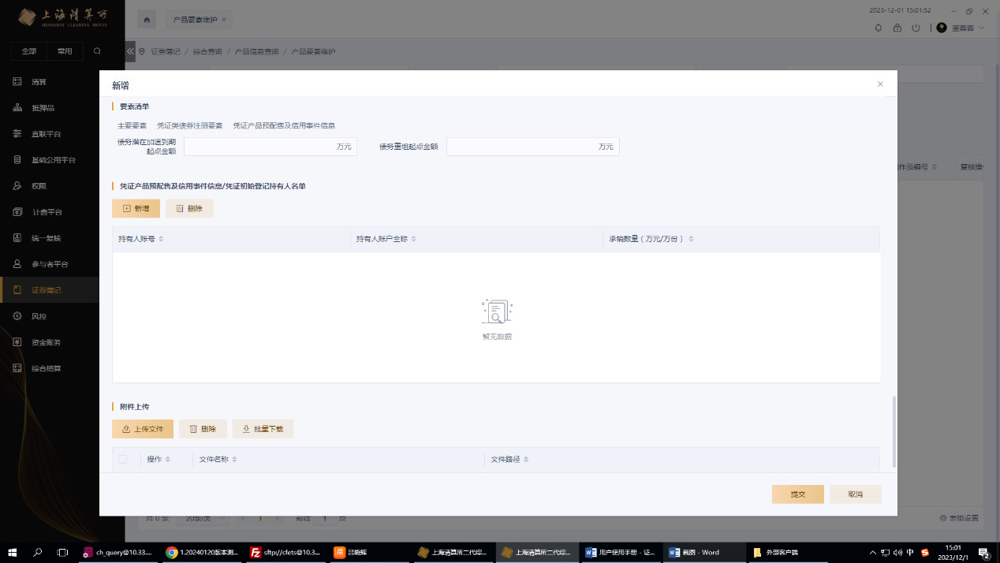 上海清算所
SHANGHAI CLEARING HOUSE
产品要素维护 ×
2023-12-01 15:01:52
董蓉蓉
全部 常用
证券簿记 / 综合查询 / 产品信息查询 / 产品要素维护
清算
抵押品
直联平台
基础公用平台
权限
计费平台
统一复核
参与者平台
证券簿记
风控
资金账务
综合结算
新增
要素清单
主要要素 凭证类债券注册要素 凭证产品预配售及信用事件信息
债务潜在加速到期
起点金额
万元
债务重组起点金额
万元
作员编号 复核操
凭证产品预配售及信用事件信息/凭证初始登记持有人名单
新增 删除
持有人账号 持有人账户全称 承销数量（万元/万份）
暂无数据
附件上传
上传文件 删除 批量下载
操作 文件名称 文件路径
提交 取消
共 0 条 20条/页 1 前往 1 页
表格设置
ch_query@10.33.... 1.20240120版本测... sftp://cfets@10.3... 吕晓晖 上海清算所二代综... 上海清算所二代综... 用户使用手册 - 证... 截图 - Word 外部客户端
中
15:01
2023/12/1
2